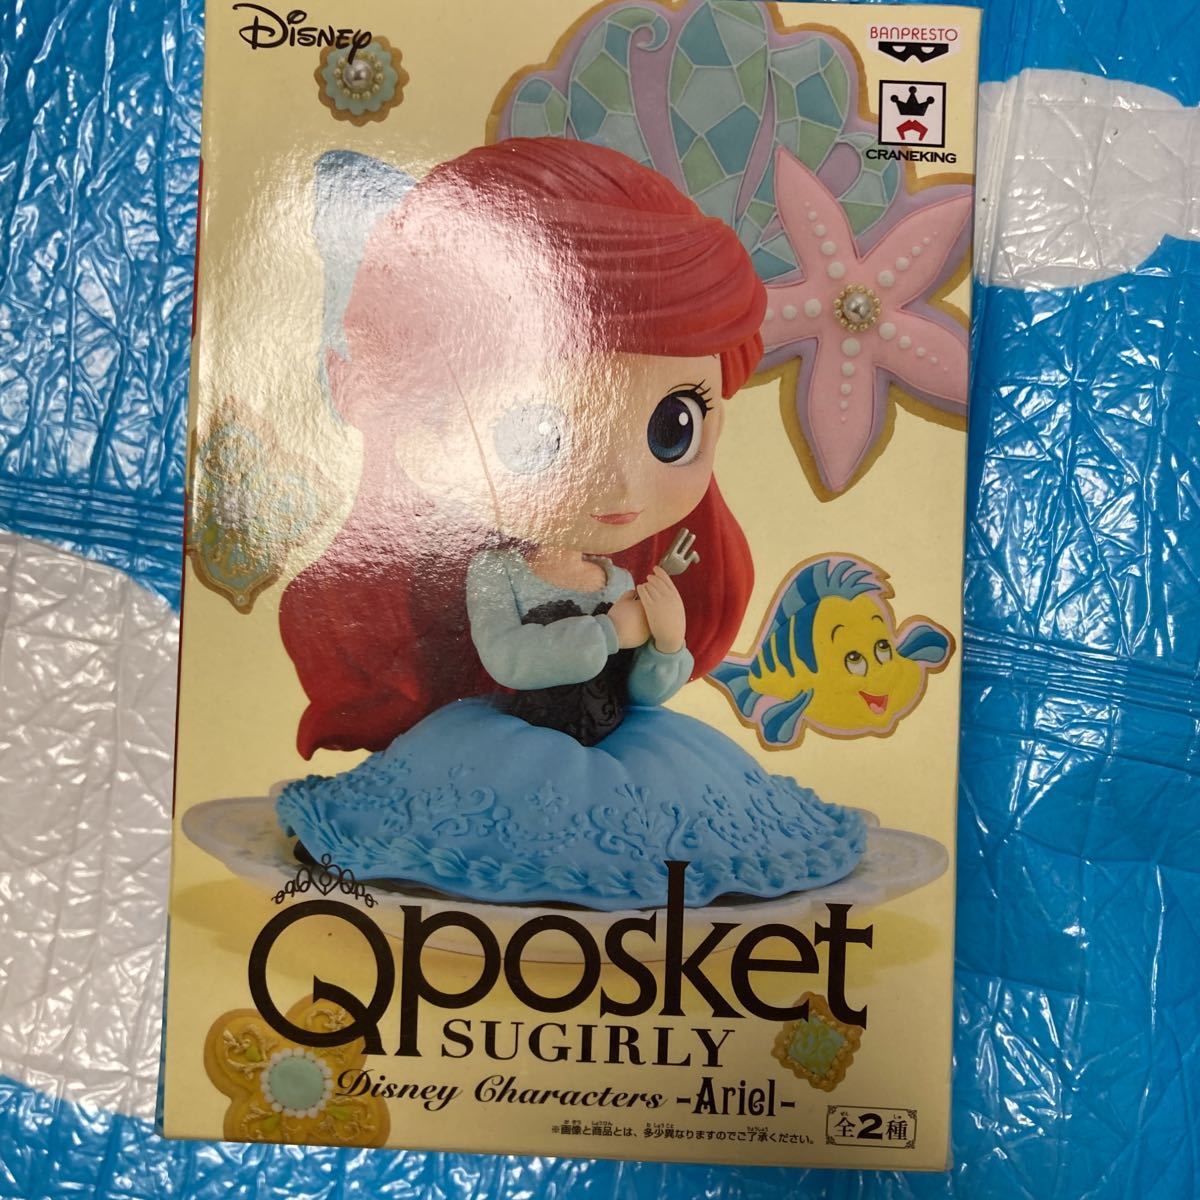 Disney
BANPRESTO
CRANEKING
Qposket
SUGIRLY
Disney Characters -Ariel-
※画像と商品とは、多少異なりますのでご了承ください。
全2種